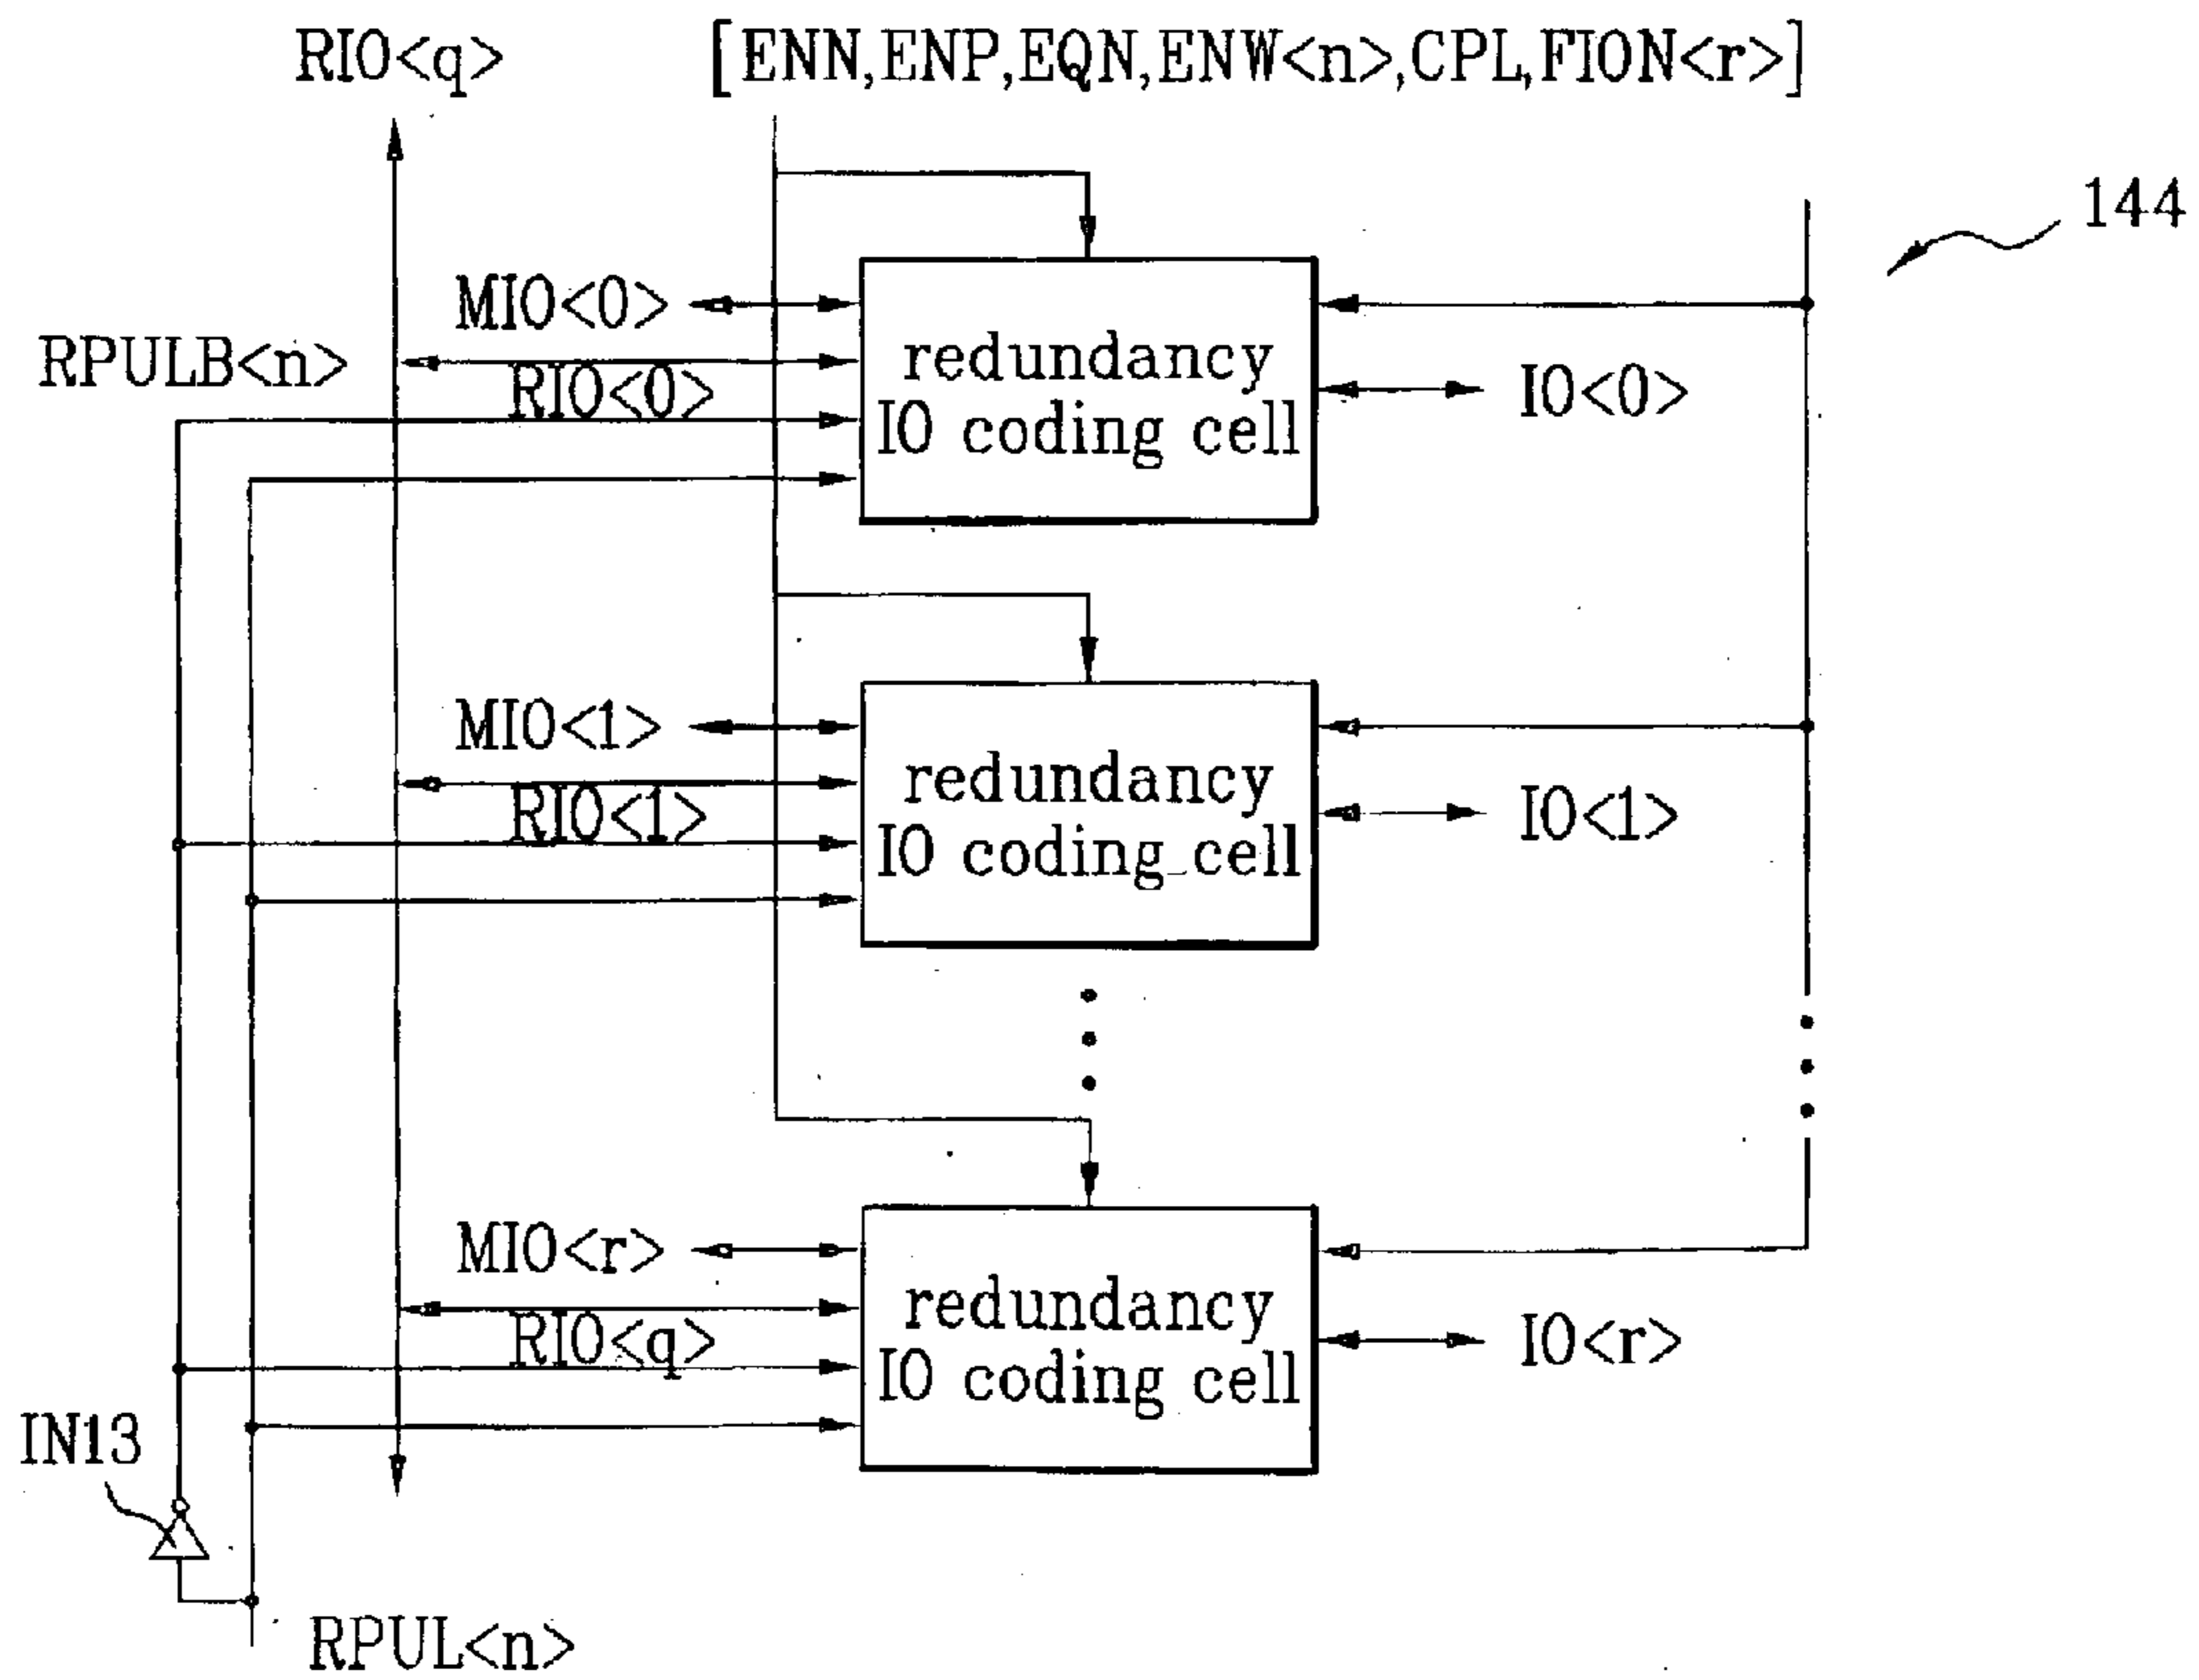 RIO<q>
[ENN,ENP,EQN,ENW<n>,CPL,FION<r>]
144
MIO<0>
RPULB<n>
RIO<0>
redundancy
IO coding cell
IO<0>
MIO<1>
RIO<1>
redundancy
IO coding cell
IO<1>
MIO<r>
RIO<q>
redundancy
IO coding cell
IO<r>
IN13
RPUL<n>